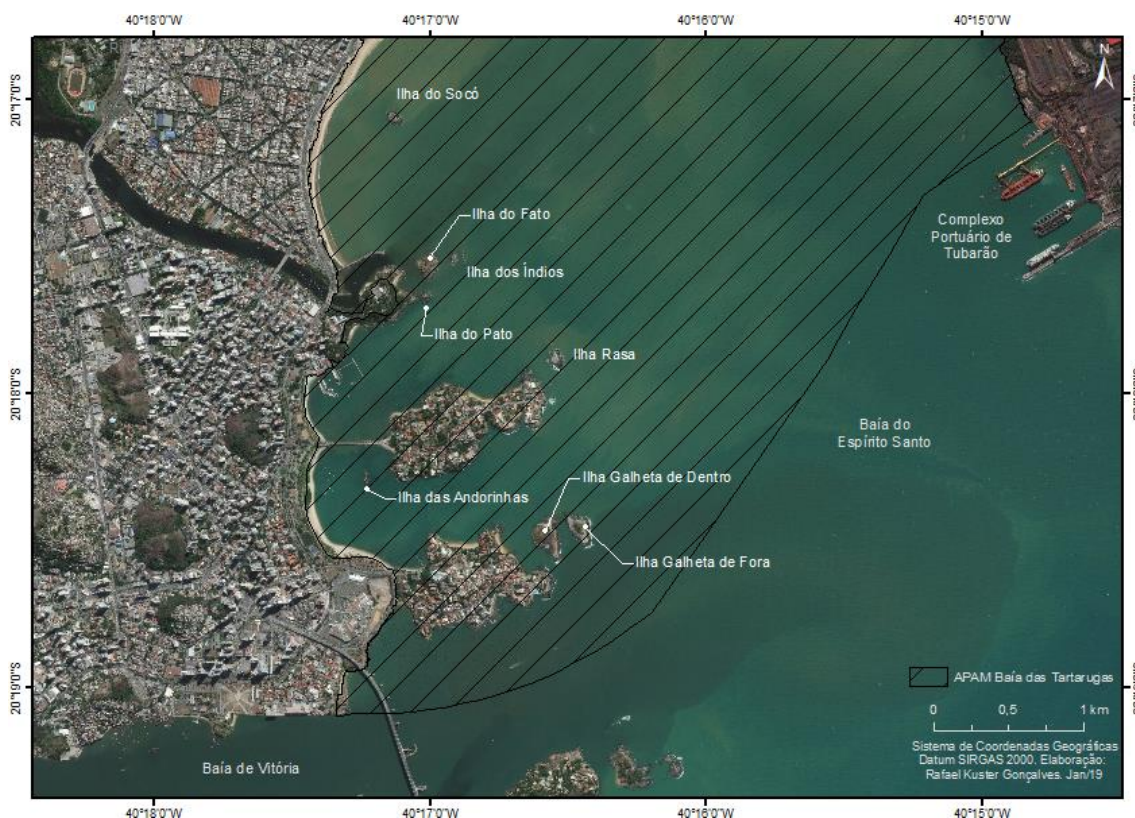 40°18'0"W
40°17'0"W
40°16'0"W
40°15'0"W
N
20°17'0"S
Ilha do Socó
Ilha do Fato
Complexo
Portuário de
Tubarão
Ilha dos Índios
Ilha do Pato
Ilha Rasa
20°18'0"S
Baía do
Espírito Santo
Ilha Galheta de Dentro
Ilha das Andorinhas
Ilha Galheta de Fora
APAM Baía das Tartarugas
20°19'0"S
0 0,5 1 km
Sistema de Coordenadas Geográficas
Datum SIRGAS 2000. Elaboração:
Rafael Kuster Gonçalves. Jan/19
Baía de Vitória
40°18'0"W
40°17'0"W
40°16'0"W
40°15'0"W